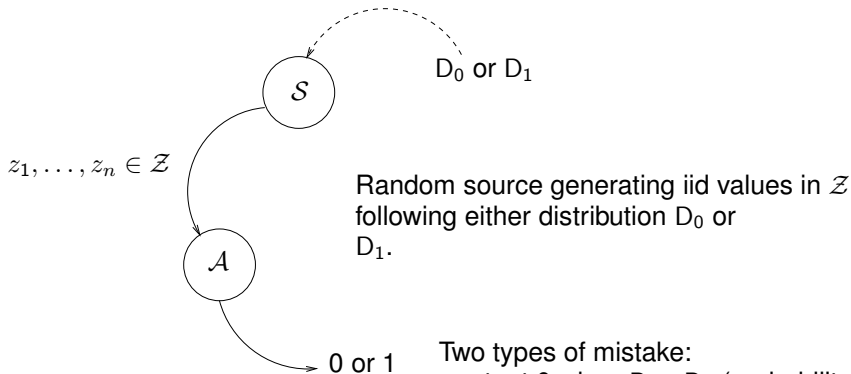 D₀ or D₁
𝒮
z₁, . . . , zₙ ∈ 𝒵
Random source generating iid values in 𝒵
following either distribution D₀ or
D₁.
𝒜
0 or 1
Two types of mistake: